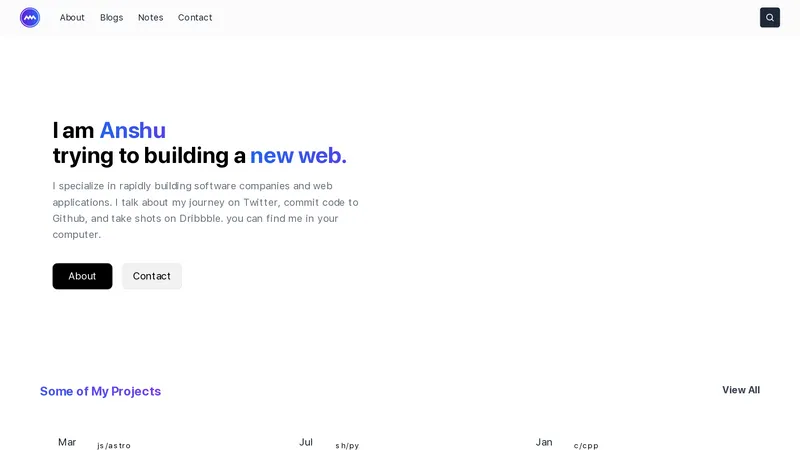 About Blogs Notes Contact
I am Anshu
trying to building a new web.
I specialize in rapidly building software companies and web
applications. I talk about my journey on Twitter, commit code to
Github, and take shots on Dribbble. you can find me in your
computer.
About Contact
Some of My Projects View All
Mar js/astro Jul sh/py Jan c/cpp